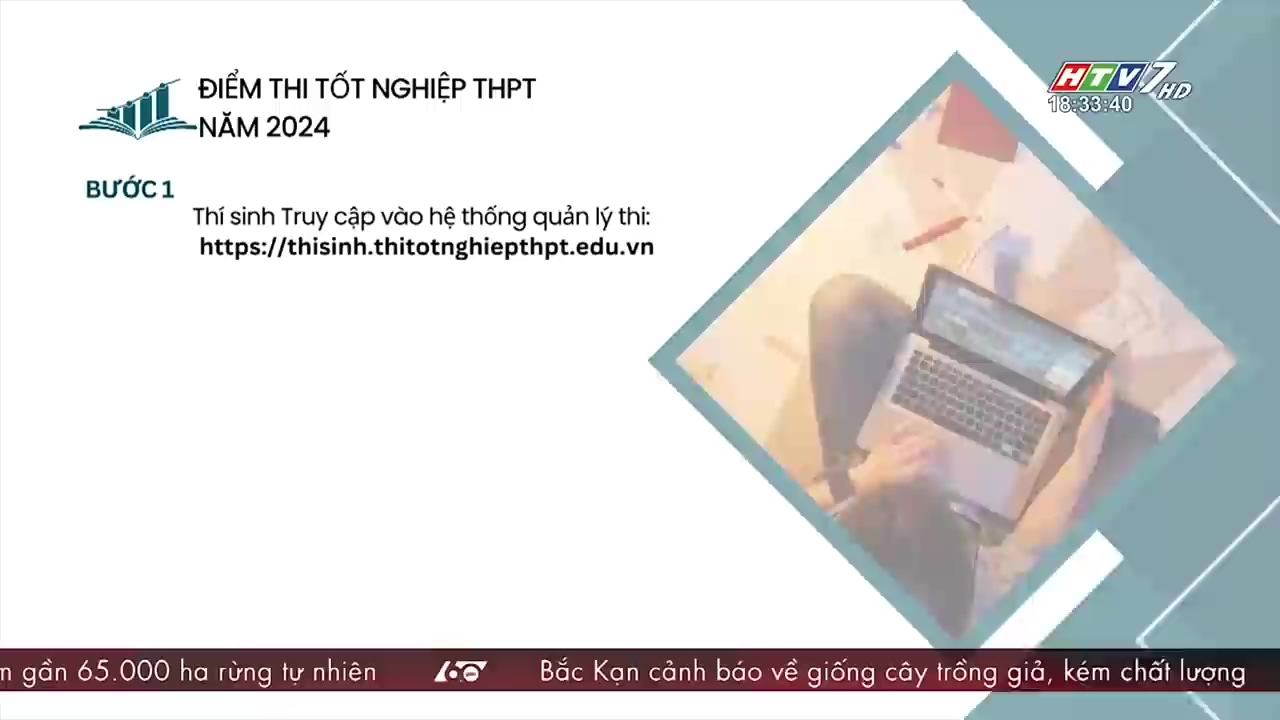 ĐIỂM THI TỐT NGHIỆP THPT
NĂM 2024
HTV7 HD
18:33:40
BƯỚC 1
Thí sinh Truy cập vào hệ thống quản lý thi:
https://thisinh.thitotnghiepthpt.edu.vn
gần 65.000 ha rừng tự nhiên
Bắc Kạn cảnh báo về giống cây trồng giả, kém chất lượng